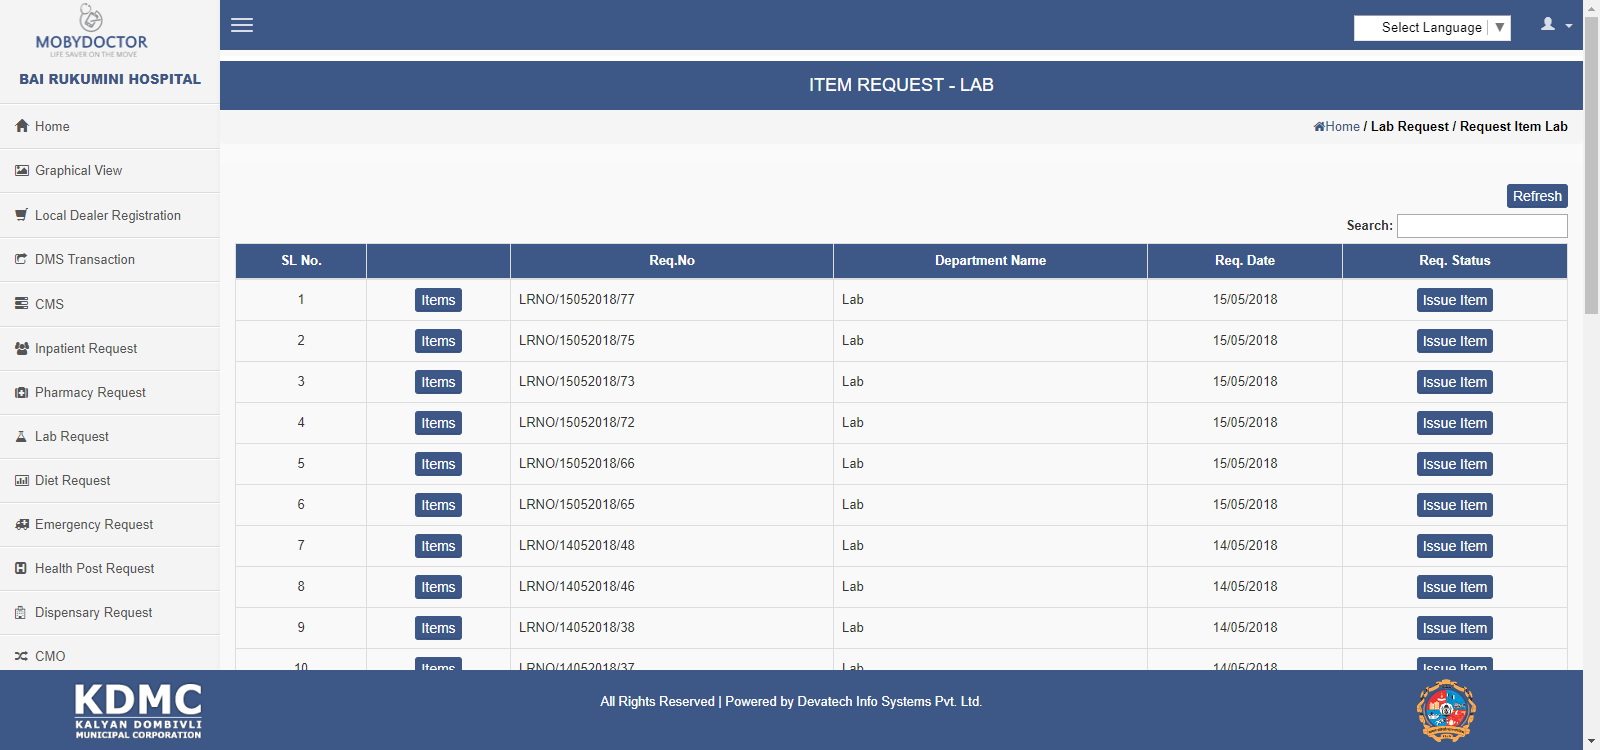 MOBYDOCTOR
LIFE SAVER ON THE MOVE
BAI RUKUMINI HOSPITAL
Home
Graphical View
Local Dealer Registration
DMS Transaction
CMS
Inpatient Request
Pharmacy Request
Lab Request
Diet Request
Emergency Request
Health Post Request
Dispensary Request
CMO
Select Language ▼
ITEM REQUEST - LAB
Home / Lab Request / Request Item Lab
Refresh
Search:
SL No. Req.No Department Name Req. Date Req. Status
1 Items LRNO/15052018/77 Lab 15/05/2018 Issue Item
2 Items LRNO/15052018/75 Lab 15/05/2018 Issue Item
3 Items LRNO/15052018/73 Lab 15/05/2018 Issue Item
4 Items LRNO/15052018/72 Lab 15/05/2018 Issue Item
5 Items LRNO/15052018/66 Lab 15/05/2018 Issue Item
6 Items LRNO/15052018/65 Lab 15/05/2018 Issue Item
7 Items LRNO/14052018/48 Lab 14/05/2018 Issue Item
8 Items LRNO/14052018/46 Lab 14/05/2018 Issue Item
9 Items LRNO/14052018/38 Lab 14/05/2018 Issue Item
10 Items LRNO/14052018/37 Lab 14/05/2018 Issue Item
KDMC
KALYAN DOMBIVLI
MUNICIPAL CORPORATION
All Rights Reserved | Powered by Devatech Info Systems Pvt. Ltd.